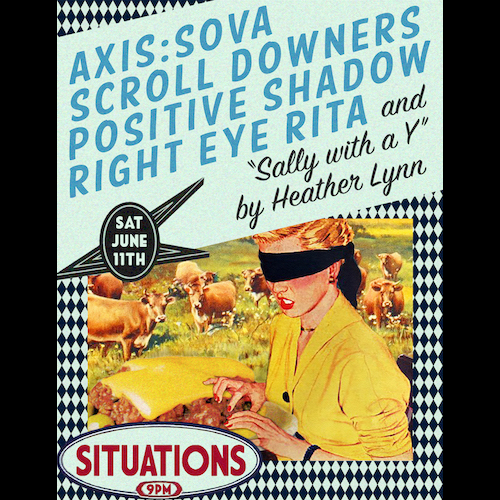 AXIS:SOVA
SCROLL DOWNERS
POSITIVE SHADOW
RIGHT EYE RITA and
"Sally with a Y"
by Heather Lynn
SAT
JUNE
11TH
SITUATIONS
9PM